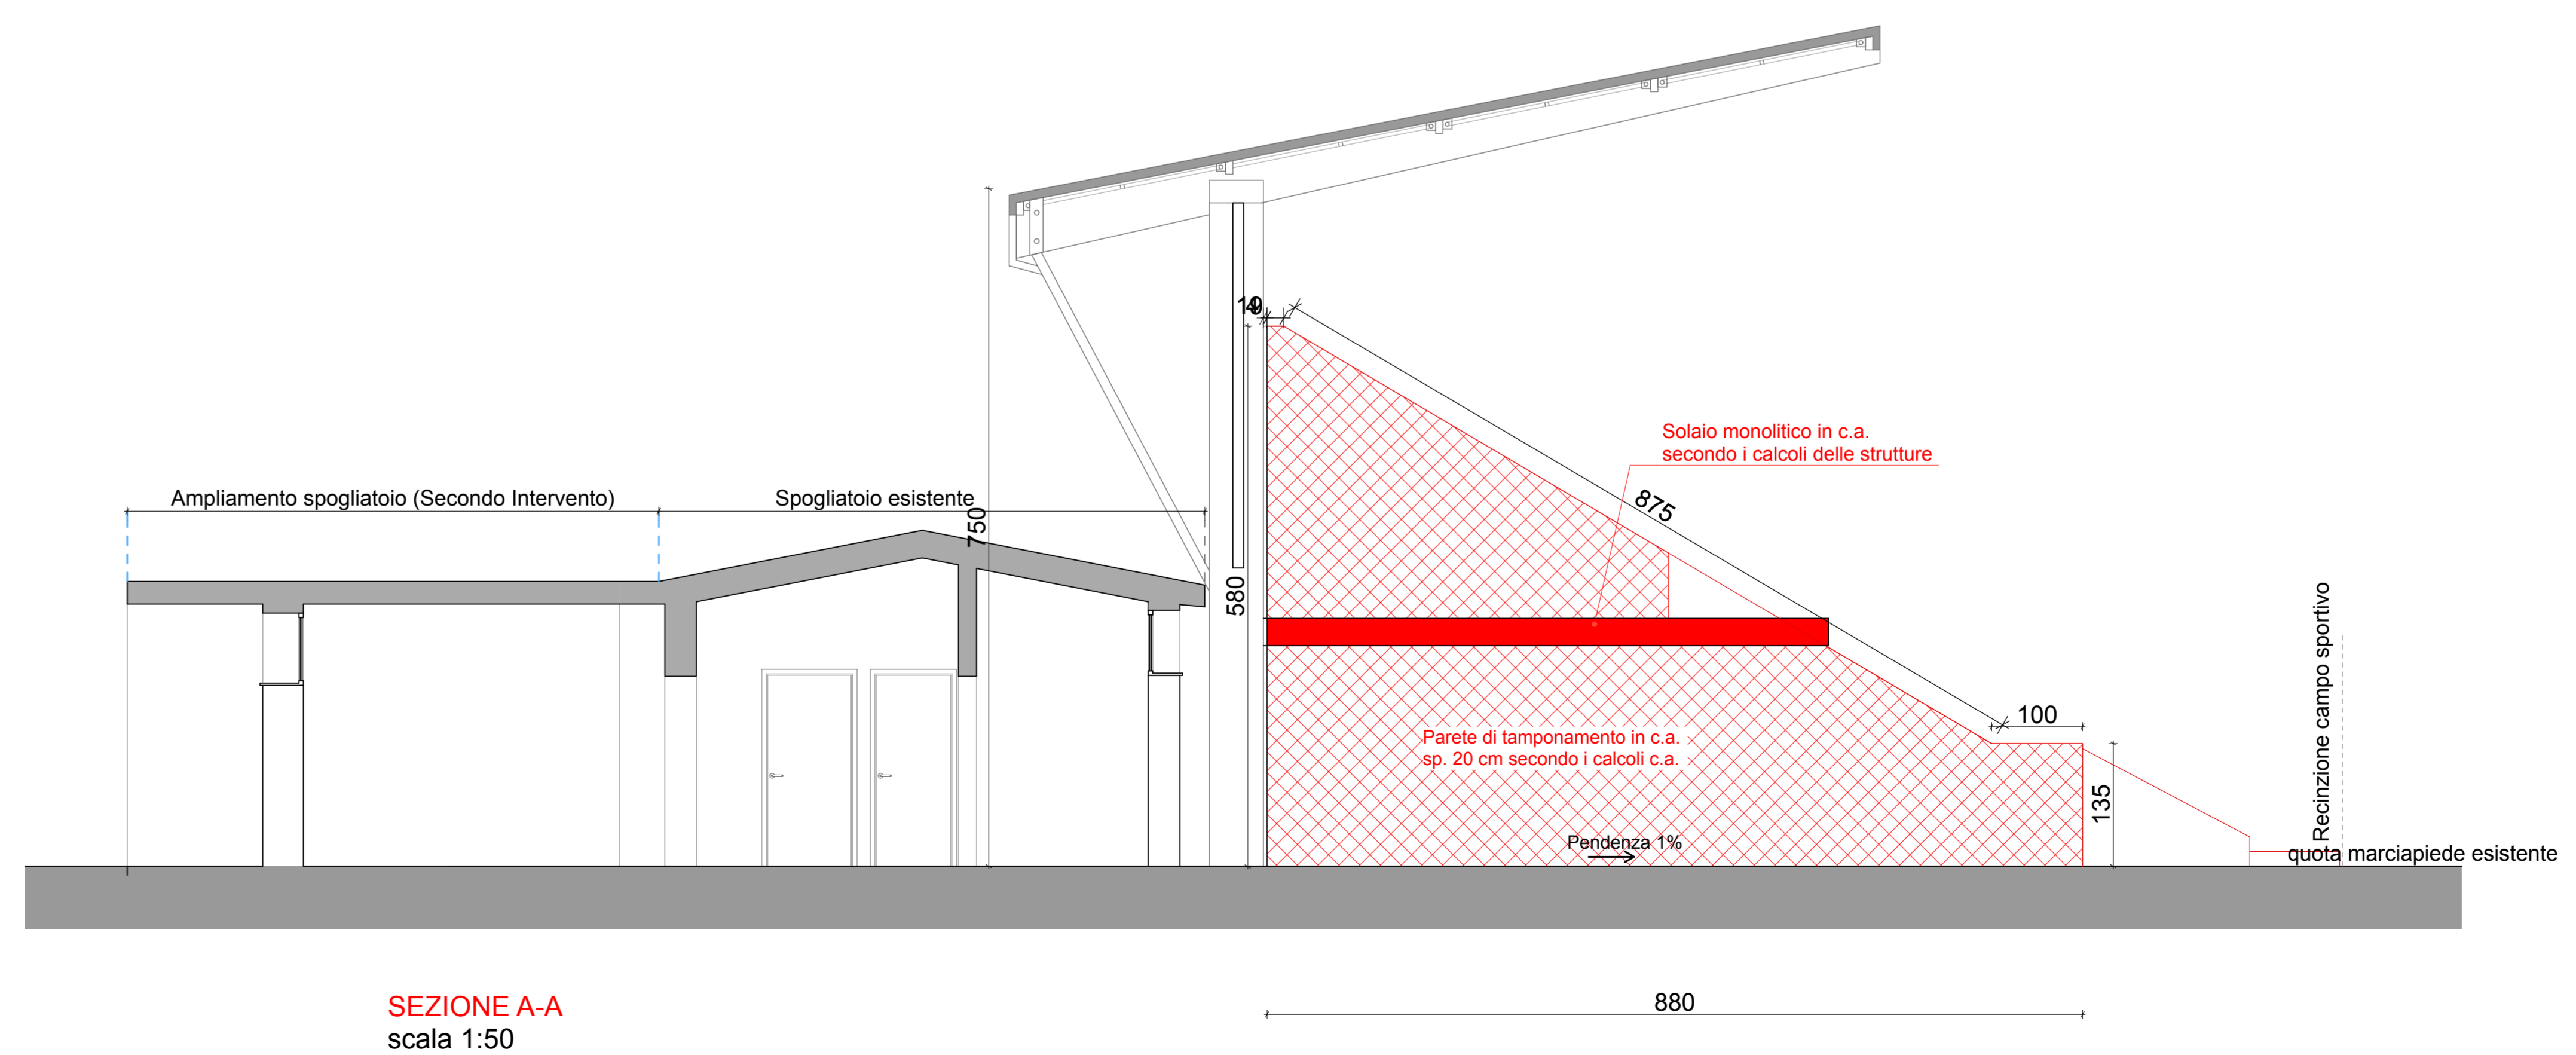 Solaio monolitico in c.a.
secondo i calcoli delle strutture
Ampliamento spogliatoio (Secondo Intervento)
Spogliatoio esistente
750
580
875
100
135
Parete di tamponamento in c.a.
sp. 20 cm secondo i calcoli c.a.
Pendenza 1%
Recinzione campo sportivo
quota marciapiede esistente
SEZIONE A-A
scala 1:50
880